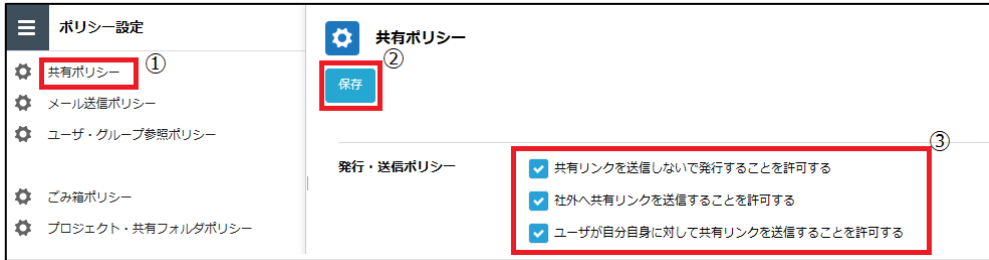 ポリシー設定
共有ポリシー ①
メール送信ポリシー
ユーザ・グループ参照ポリシー
ごみ箱ポリシー
プロジェクト・共有フォルダポリシー
共有ポリシー
②
保存
③
発行・送信ポリシー
共有リンクを送信しないで発行することを許可する
社外へ共有リンクを送信することを許可する
ユーザが自分自身に対して共有リンクを送信することを許可する